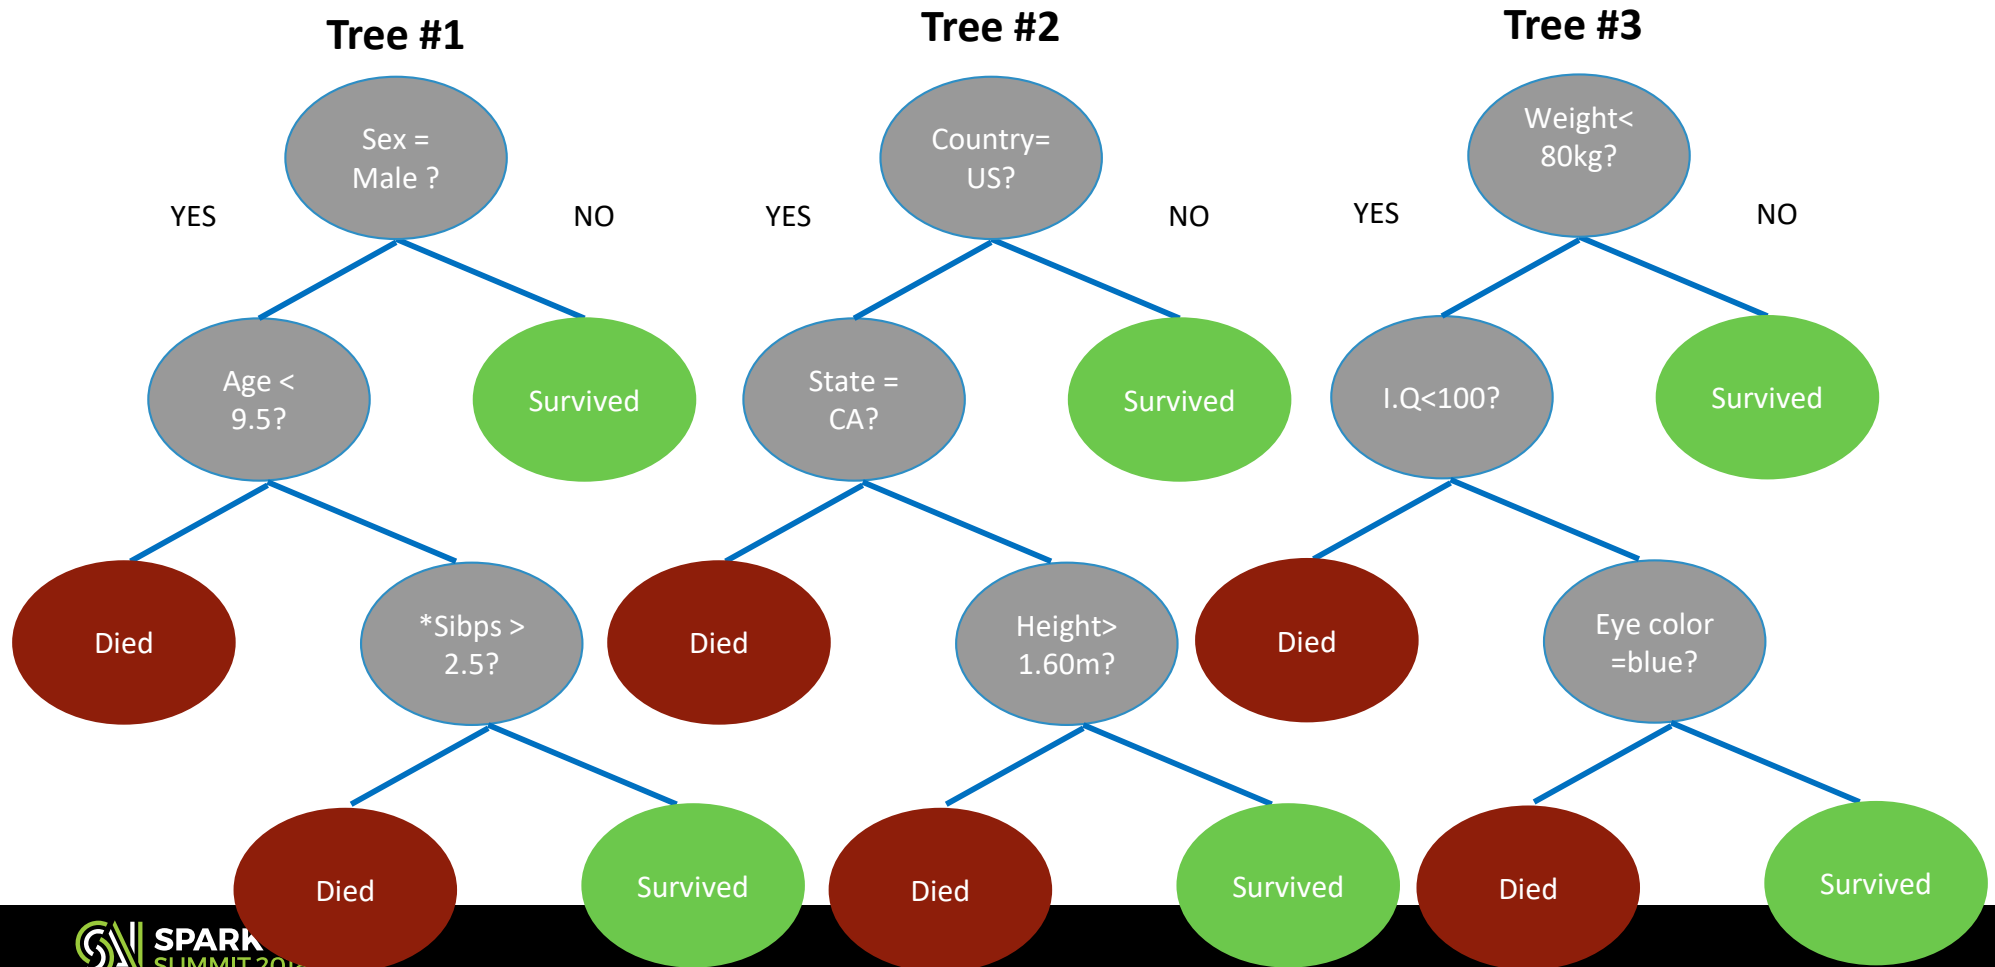 Tree #1
Tree #2
Tree #3
Sex =
Male ?
Country=
US?
Weight<
80kg?
YES
NO
YES
NO
YES
NO
Age <
9.5?
Survived
State =
CA?
Survived
I.Q<100?
Survived
Died
*Sibps >
2.5?
Died
Height>
1.60m?
Died
Eye color
=blue?
Died
Survived
Died
Survived
Died
Survived
SPARK
SUMMIT